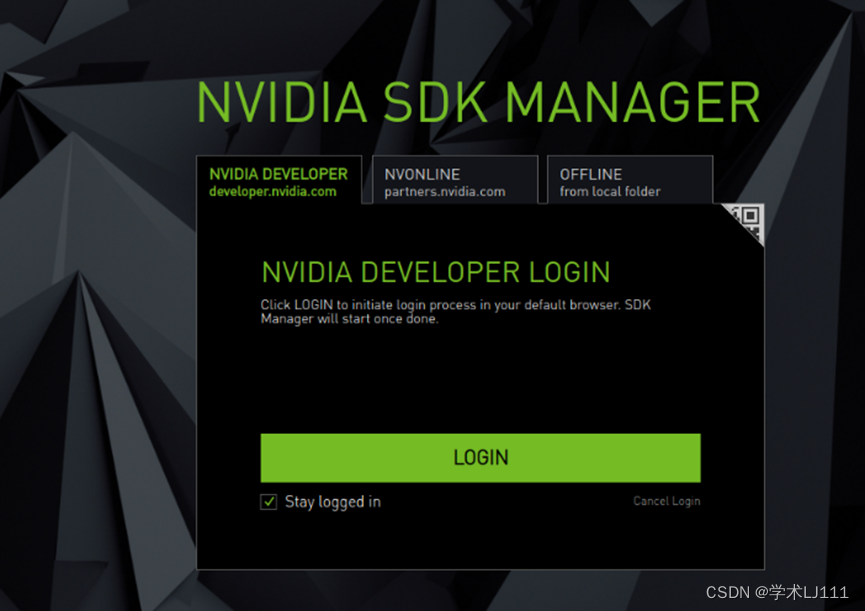 NVIDIA SDK MANAGER
NVIDIA DEVELOPER
developer.nvidia.com
NVONLINE
partners.nvidia.com
OFFLINE
from local folder
NVIDIA DEVELOPER LOGIN
Click LOGIN to initiate login process in your default browser. SDK
Manager will start once done.
LOGIN
Stay logged in
Cancel Login
CSDN @学术LJ111